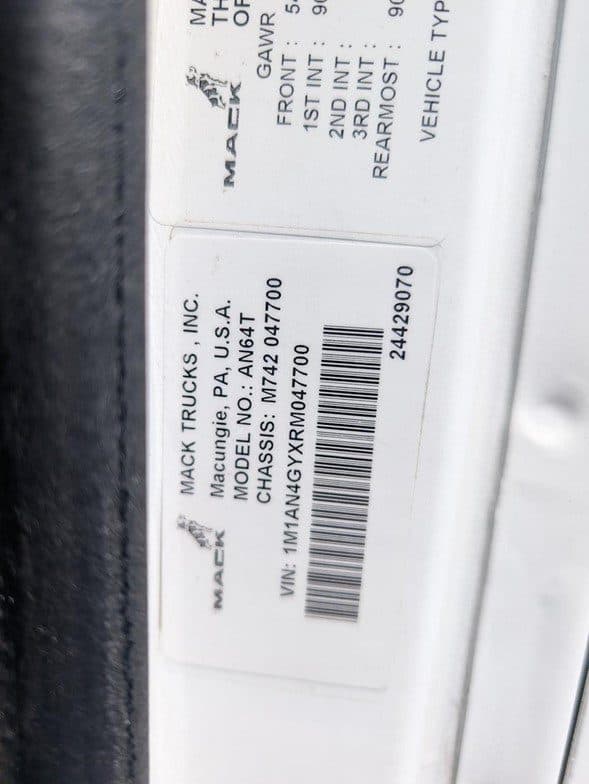 MACK
MACK TRUCKS , INC.
Macungie, PA, U.S.A.
MODEL NO.: AN64T
CHASSIS: M742 047700
VIN: 1M1AN4GYXRM047700
24429070
MACK
GAWR
FRONT :
1ST INT :
2ND INT :
3RD INT :
REARMOST :
VEHICLE TYP